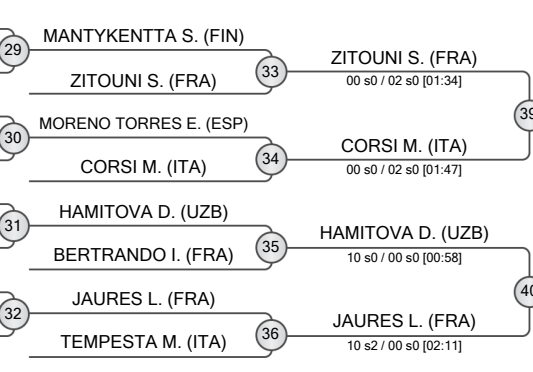 29
MANTYKENTTA S. (FIN)
ZITOUNI S. (FRA)
33
ZITOUNI S. (FRA)
00 s0 / 02 s0 [01:34]
30
MORENO TORRES E. (ESP)
CORSI M. (ITA)
34
CORSI M. (ITA)
00 s0 / 02 s0 [01:47]
39
31
HAMITOVA D. (UZB)
BERTRANDO I. (FRA)
35
HAMITOVA D. (UZB)
10 s0 / 00 s0 [00:58]
32
JAURES L. (FRA)
TEMPESTA M. (ITA)
36
JAURES L. (FRA)
10 s2 / 00 s0 [02:11]
40